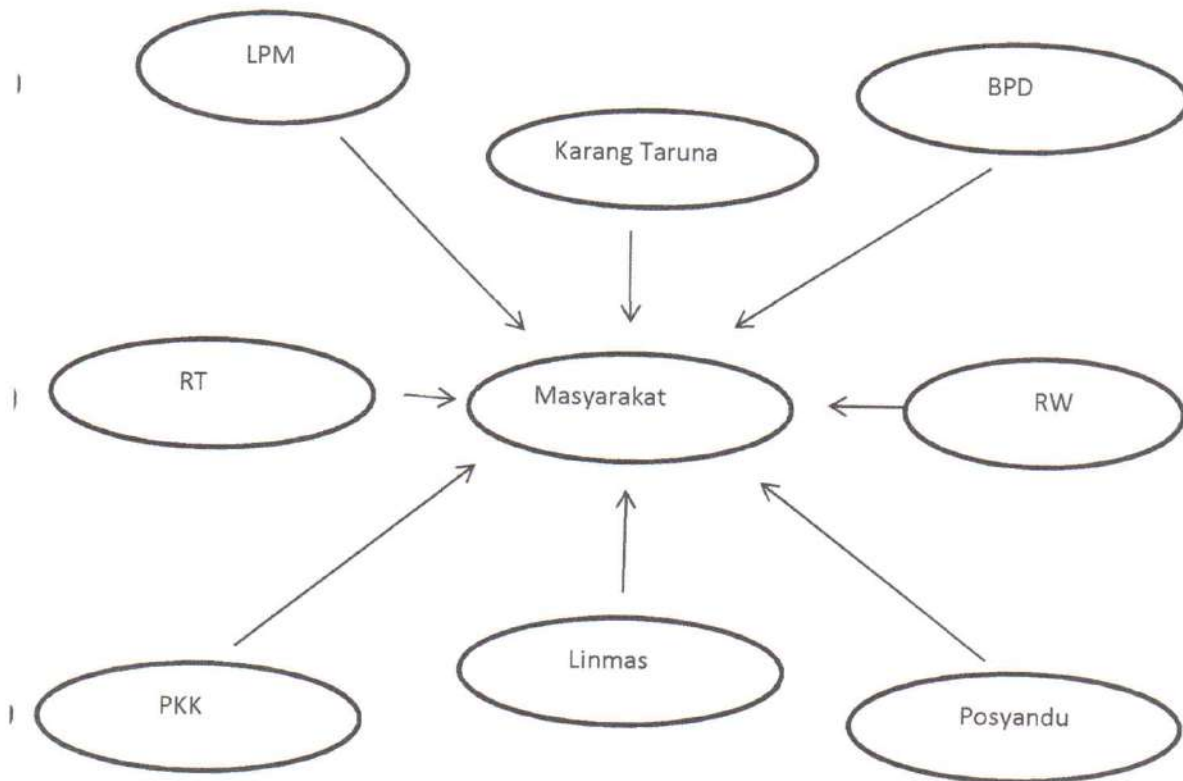 LPM
BPD
Karang Taruna
RT
Masyarakat
RW
PKK
Linmas
Posyandu